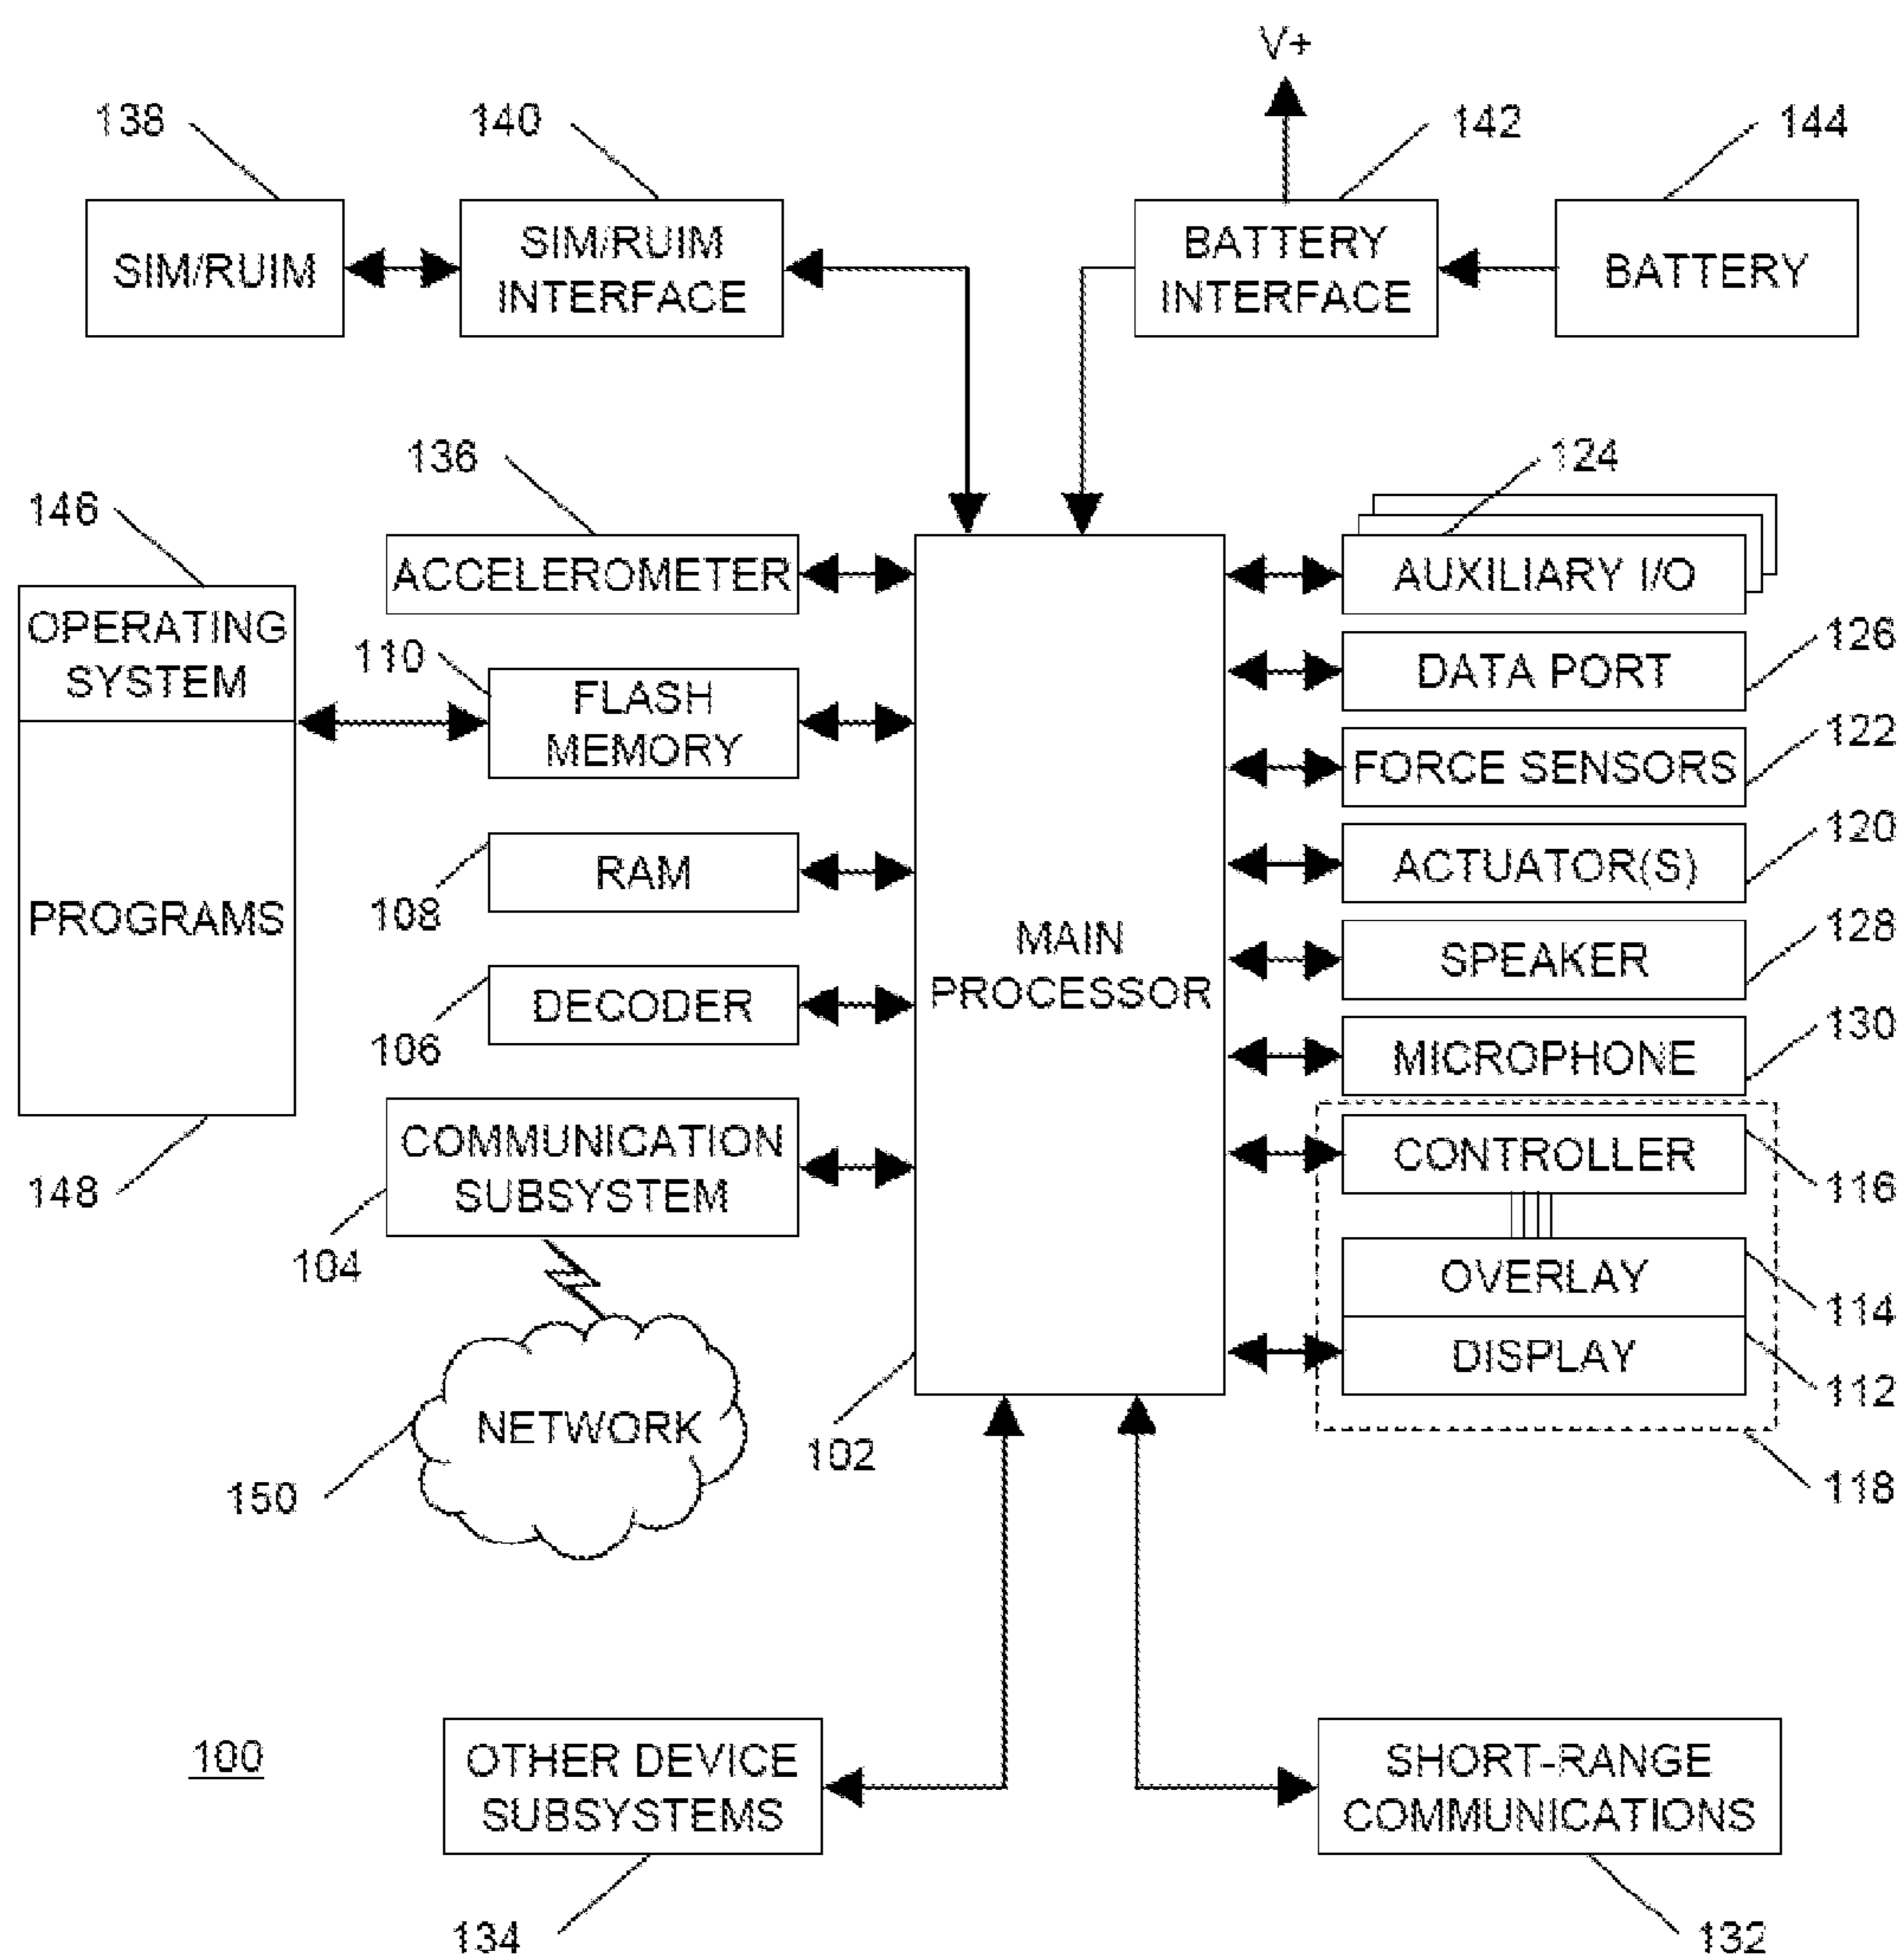 V+
138
140
142
144
SIM/RUIM
SIM/RUIM
INTERFACE
BATTERY
INTERFACE
BATTERY
136
124
146
ACCELEROMETER
AUXILIARY I/O
OPERATING
SYSTEM
110
FLASH
MEMORY
DATA PORT
126
FORCE SENSORS
122
PROGRAMS
RAM
108
ACTUATOR(S)
120
MAIN
PROCESSOR
SPEAKER
128
DECODER
106
MICROPHONE
130
148
COMMUNICATION
SUBSYSTEM
104
CONTROLLER
116
OVERLAY
114
DISPLAY
112
NETWORK
150
102
118
100
OTHER DEVICE
SUBSYSTEMS
SHORT-RANGE
COMMUNICATIONS
134
132